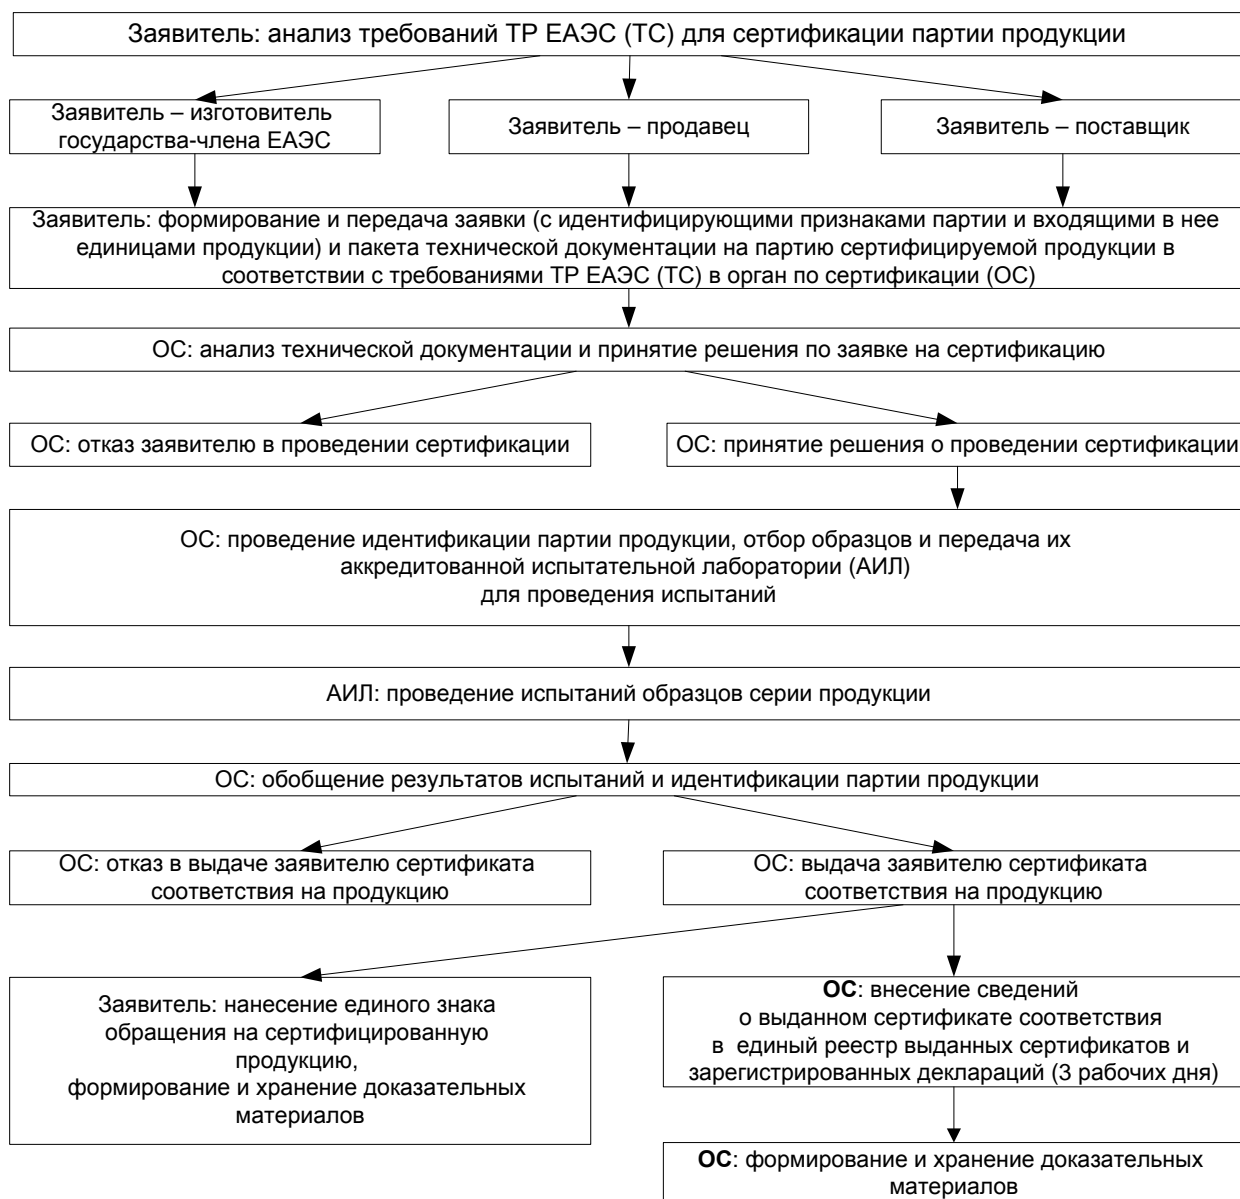 Заявитель: анализ требований ТР ЕАЭС (ТС) для сертификации партии продукции
Заявитель – изготовитель
государства-члена ЕАЭС
Заявитель – продавец
Заявитель – поставщик
Заявитель: формирование и передача заявки (с идентифицирующими признаками партии и входящими в нее
единицами продукции) и пакета технической документации на партию сертифицируемой продукции в
соответствии с требованиями ТР ЕАЭС (ТС) в орган по сертификации (ОС)
ОС: анализ технической документации и принятие решения по заявке на сертификацию
ОС: отказ заявителю в проведении сертификации
ОС: принятие решения о проведении сертификации
ОС: проведение идентификации партии продукции, отбор образцов и передача их
аккредитованной испытательной лаборатории (АИЛ)
для проведения испытаний
АИЛ: проведение испытаний образцов серии продукции
ОС: обобщение результатов испытаний и идентификации партии продукции
ОС: отказ в выдаче заявителю сертификата
соответствия на продукцию
ОС: выдача заявителю сертификата
соответствия на продукцию
Заявитель: нанесение единого знака
обращения на сертифицированную
продукцию,
формирование и хранение доказательных
материалов
ОС: внесение сведений
о выданном сертификате соответствия
в единый реестр выданных сертификатов и
зарегистрированных деклараций (3 рабочих дня)
ОС: формирование и хранение доказательных
материалов